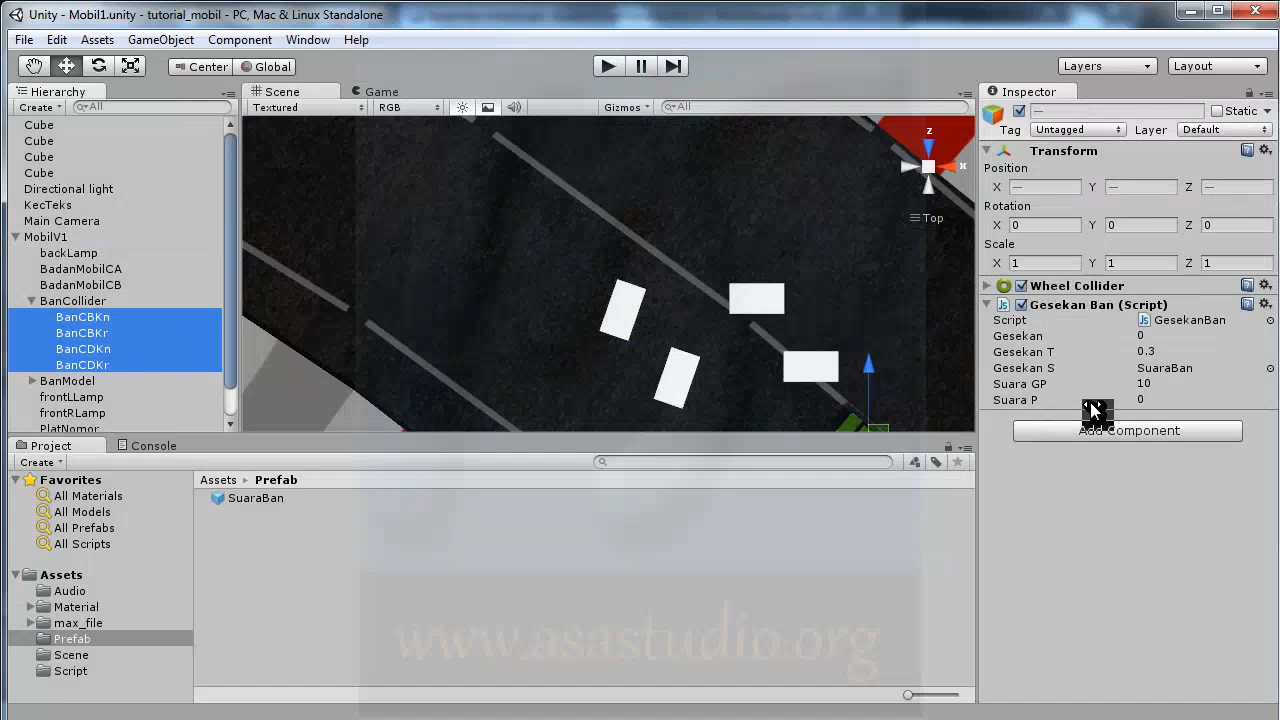 Unity - Mobil1.unity - tutorial_mobil - PC, Mac & Linux Standalone
File Edit Assets GameObject Component Window Help
Center Global Layers Layout
Hierarchy
Create All
Cube
Cube
Cube
Cube
Directional light
KecTeks
Main Camera
MobilV1
backLamp
BadanMobilCA
BadanMobilCB
BanCollider
BanCBKn
BanCBKr
BanCDKn
BanCDKr
BanModel
frontLLamp
frontRLamp
PlatNomor
Scene Game
Textured RGB Gizmos All
z
x
Top
Inspector
Static
Tag Untagged Layer Default
Transform
Position
X — Y — Z —
Rotation
X 0 Y 0 Z 0
Scale
X 1 Y 1 Z 1
Wheel Collider
Gesekan Ban (Script)
Script GesekanBan
Gesekan 0
Gesekan T 0.3
Gesekan S SuaraBan
Suara GP 10
Suara P 0
Add Component
Project Console
Create
Favorites
All Materials
All Models
All Prefabs
All Scripts
Assets
Audio
Material
max_file
Prefab
Scene
Script
Assets Prefab
SuaraBan
www.asastudio.org